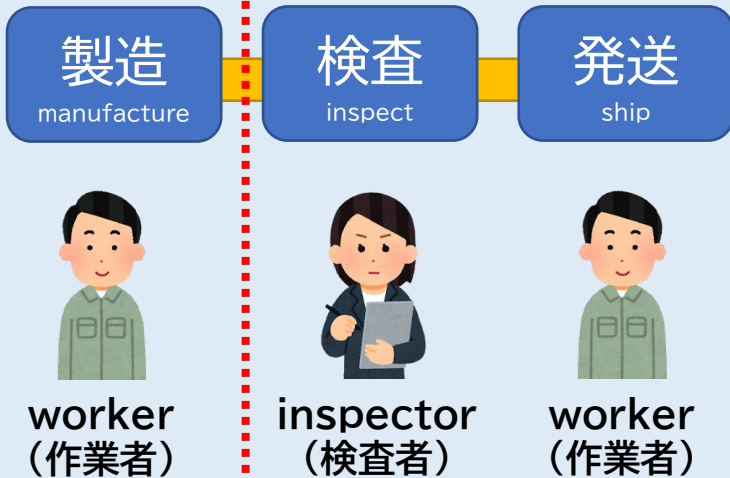 製造
manufacture
検査
inspect
発送
ship
worker
(作業者)
inspector
(検査者)
worker
(作業者)